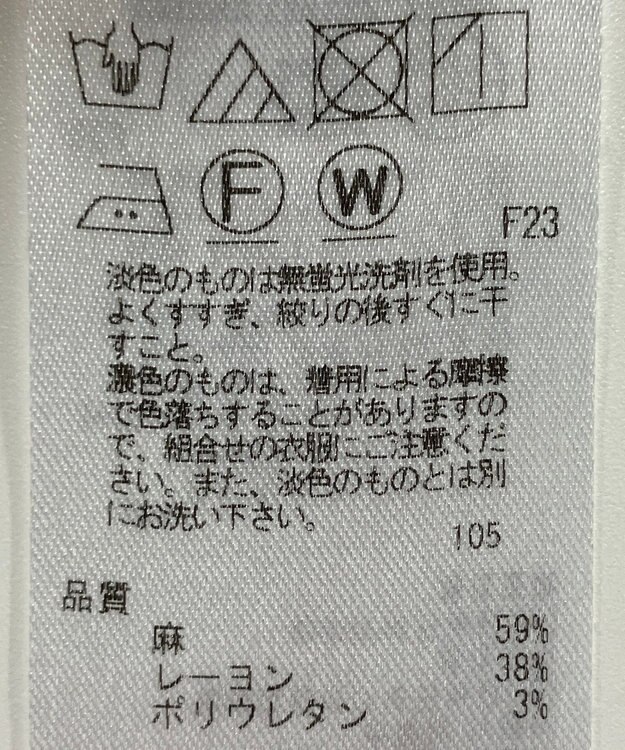 F W
F23
淡色のものは無蛍光洗剤を使用。
よくすすぎ、絞りの後すぐに干
すこと。
濃色のものは、着用による摩擦
で色落ちすることがありますの
で、組合せの衣服にご注意くだ
さい。また、淡色のものとは別
にお洗い下さい。
105
品質
麻 59%
レーヨン 38%
ポリウレタン 3%